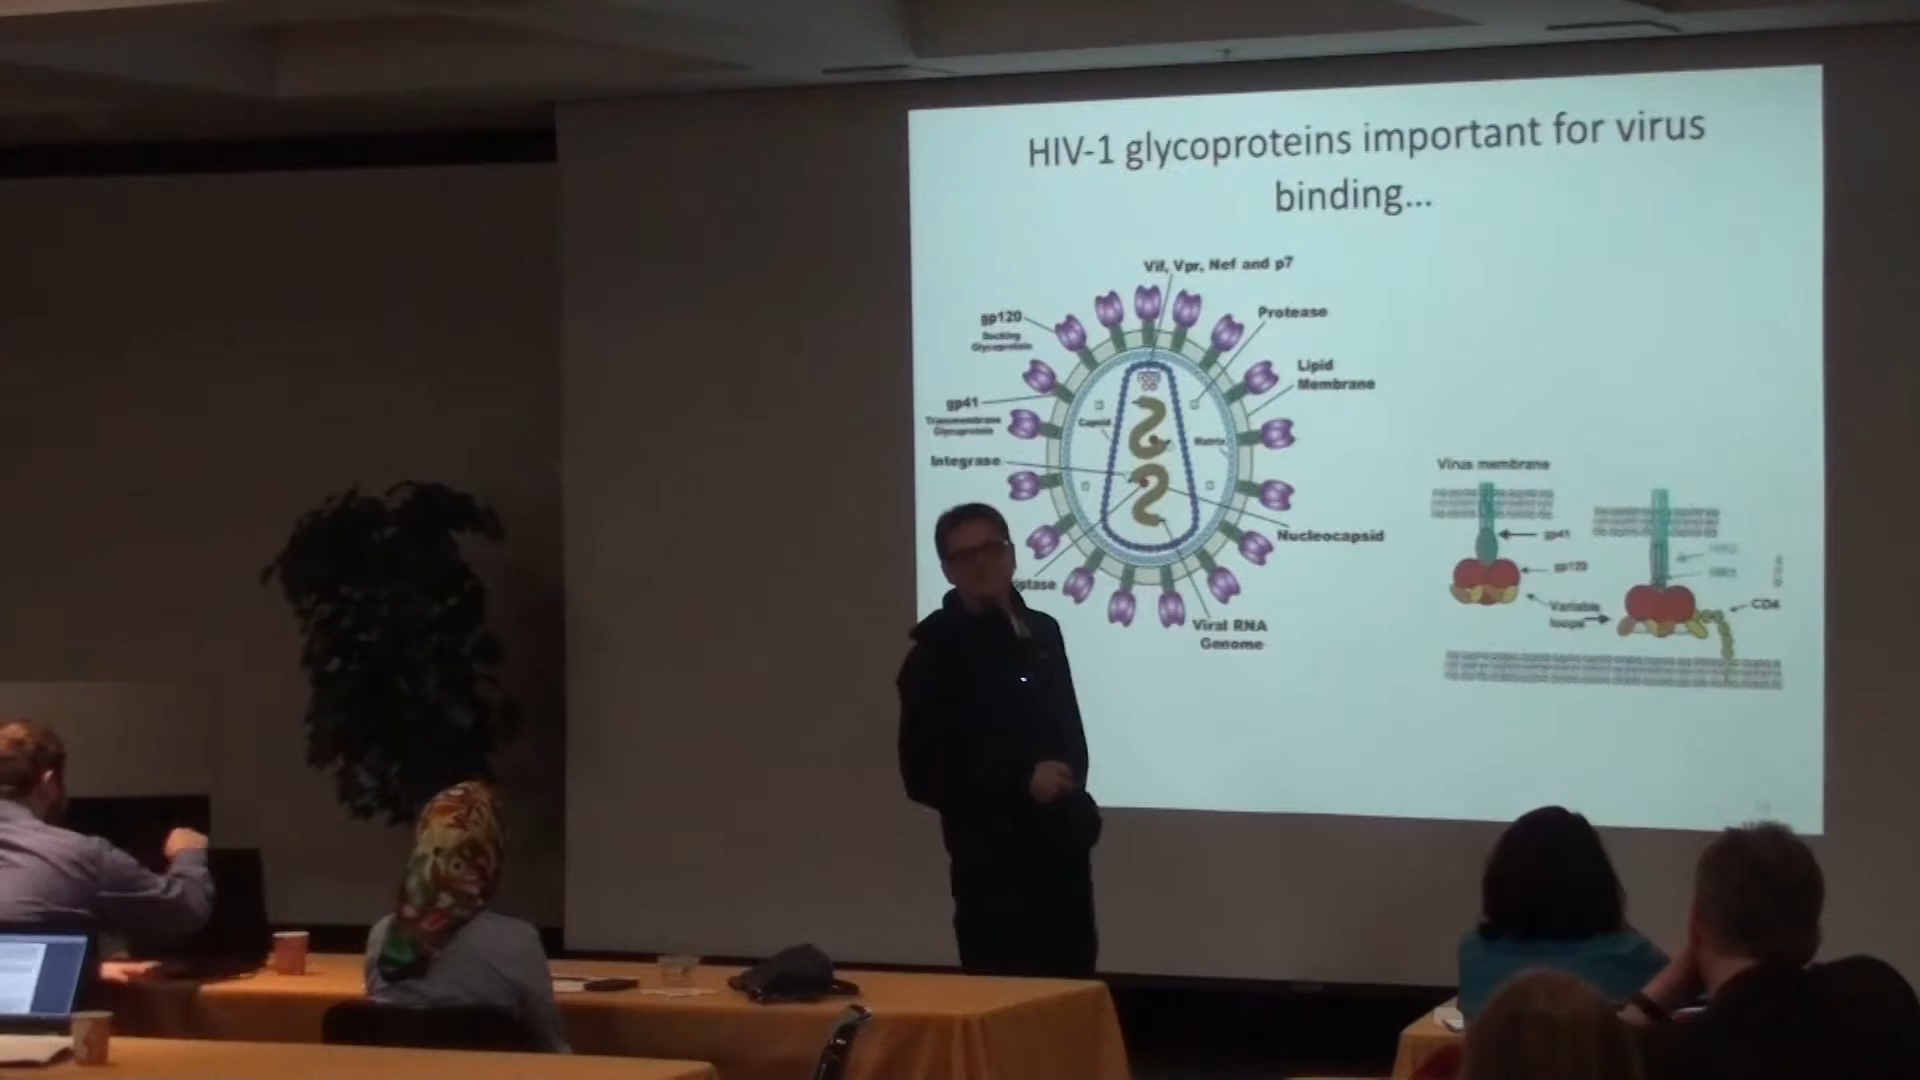 HIV-1 glycoproteins important for virus
binding...
Vif, Vpr, Nef and p7
gp120
Docking
Glycoprotein
Protease
Lipid
Membrane
gp41
Transmembrane
Glycoprotein
Capsid
Matrix
Integrase
Nucleocapsid
iptase
Viral RNA
Genome
Virus membrane
gp41
gp120
Variable
loops
CD4